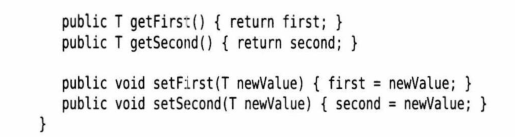 public T getFirst() { return first; }
public T getSecond() { return second; }
public void setFirst(T newValue) { first = newValue; }
public void setSecond(T newValue) { second = newValue; }
}